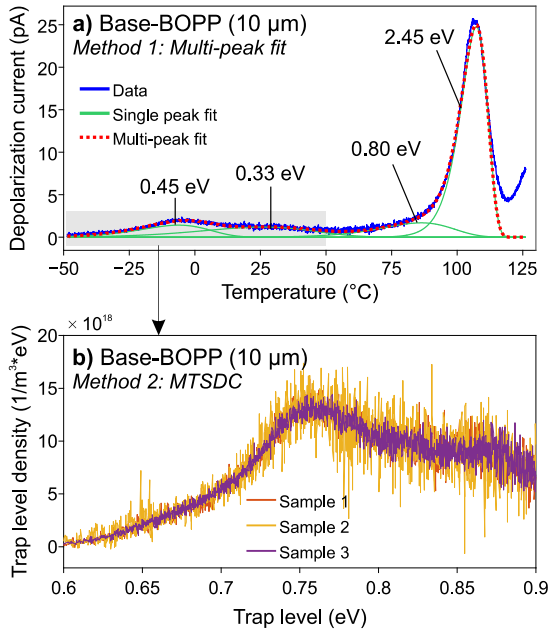 a) Base-BOPP (10 µm)
Method 1: Multi-peak fit
Data
Single peak fit
Multi-peak fit
2.45 eV
0.80 eV
0.45 eV
0.33 eV
Depolarization current (pA)
25
20
15
10
5
0
-50 -25 0 25 50 75 100 125
Temperature (°C)
× 10¹⁸
b) Base-BOPP (10 µm)
Method 2: MTSDC
Sample 1
Sample 2
Sample 3
Trap level density (1/m³*eV)
20
15
10
5
0
0.6 0.65 0.7 0.75 0.8 0.85 0.9
Trap level (eV)